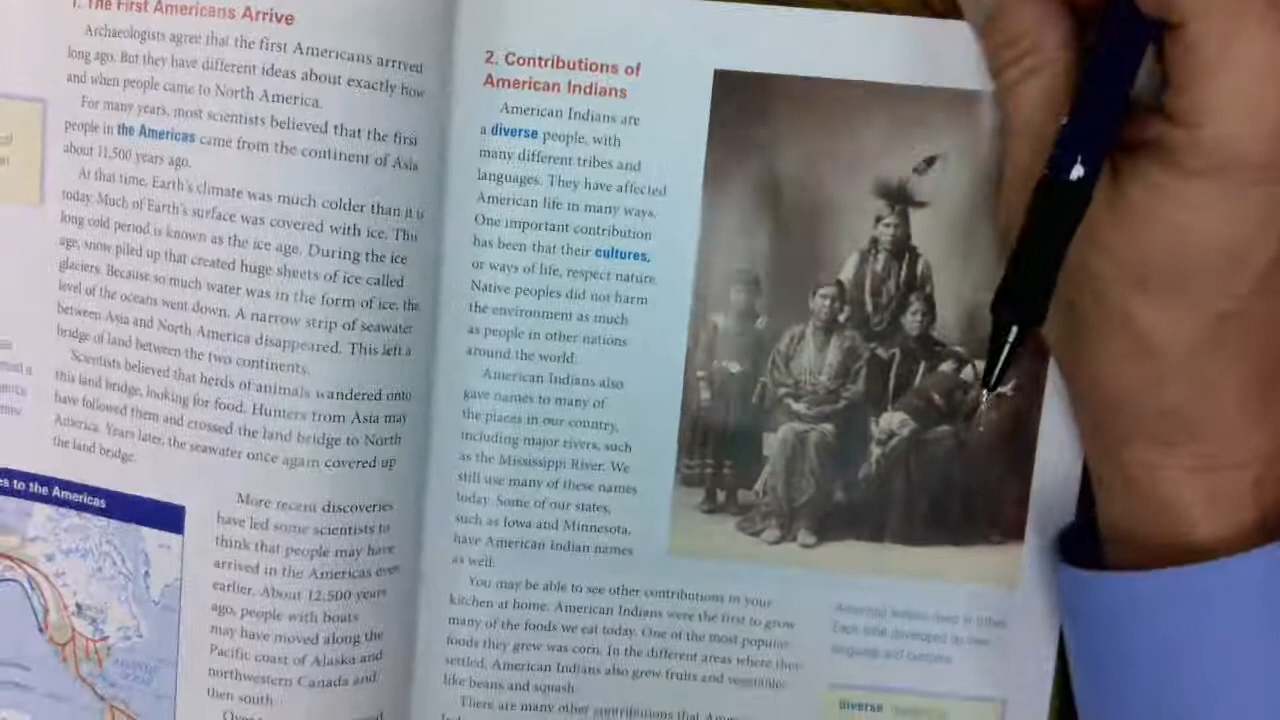 1. The First Americans Arrive
Archaeologists agree that the first Americans arrived
long ago. But they have different ideas about exactly how
and when people came to North America.
For many years, most scientists believed that the first
people in the Americas came from the continent of Asia
about 11,500 years ago.
At that time, Earth's climate was much colder than it is
today. Much of Earth's surface was covered with ice. This
long cold period is known as the ice age. During the ice
age, snow piled up that created huge sheets of ice called
glaciers. Because so much water was in the form of ice, the
level of the oceans went down. A narrow strip of seawater
between Asia and North America disappeared. This left a
bridge of land between the two continents.
Scientists believed that herds of animals wandered onto
this land bridge, looking for food. Hunters from Asia may
have followed them and crossed the land bridge to North
America. Years later, the seawater once again covered up
the land bridge.
es to the Americas
More recent discoveries
have led some scientists to
think that people may have
arrived in the Americas even
earlier. About 12,500 years
ago, people with boats
may have moved along the
Pacific coast of Alaska and
northwestern Canada and
then south.
ATLANTIC
OCEAN
2. Contributions of
American Indians
American Indians are
a diverse people, with
many different tribes and
languages. They have affected
American life in many ways.
One important contribution
has been that their cultures,
or ways of life, respect nature.
Native peoples did not harm
the environment as much
as people in other nations
around the world.
American Indians also
gave names to many of
the places in our country,
including major rivers, such
as the Mississippi River. We
still use many of these names
today. Some of our states,
such as Iowa and Minnesota,
have American Indian names
as well.
You may be able to see other contributions in your
kitchen at home. American Indians were the first to grow
many of the foods we eat today. One of the most popular
foods they grew was corn. In the different areas where they
settled, American Indians also grew fruits and vegetables
like beans and squash.
There are many other contributions that
American Indians lived in tribes.
Each tribe developed its own
language and customs.
diverse